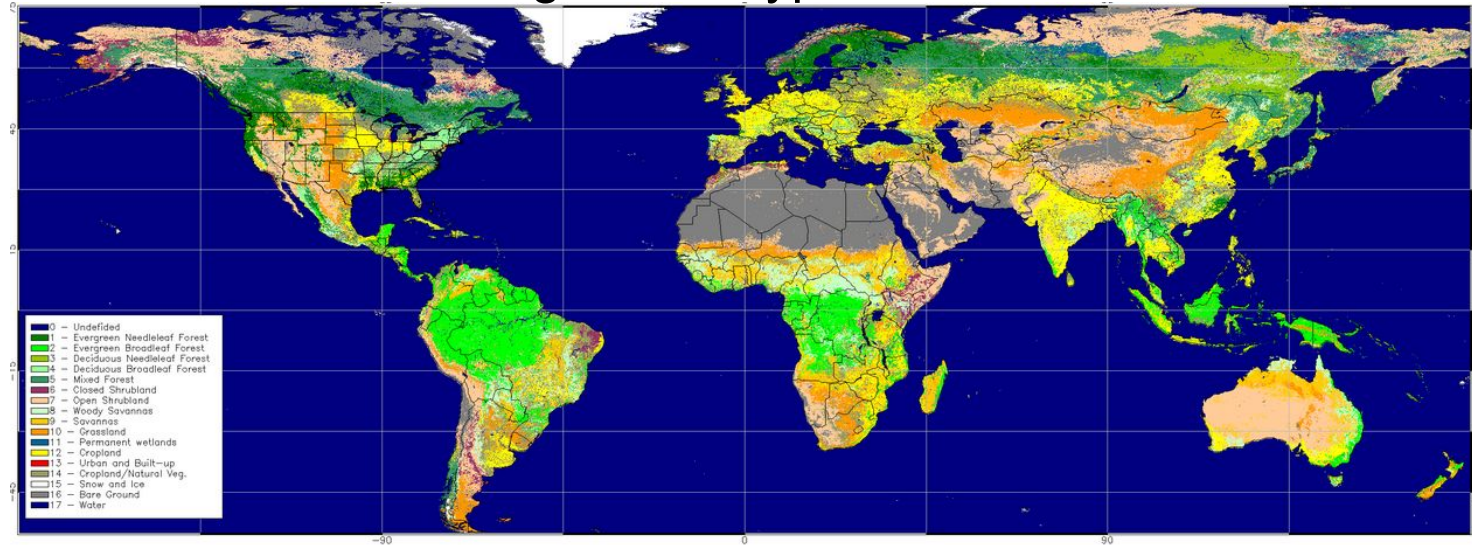 0 - Undefided
1 - Evergreen Needleleaf Forest
2 - Evergreen Broadleaf Forest
3 - Deciduous Needleleaf Forest
4 - Deciduous Broadleaf Forest
5 - Mixed Forest
6 - Closed Shrubland
7 - Open Shrubland
8 - Woody Savannas
9 - Savannas
10 - Grassland
11 - Permanent wetlands
12 - Cropland
13 - Urban and Built-up
14 - Cropland/Natural Veg.
15 - Snow and Ice
16 - Bare Ground
17 - Water
-90 0 90